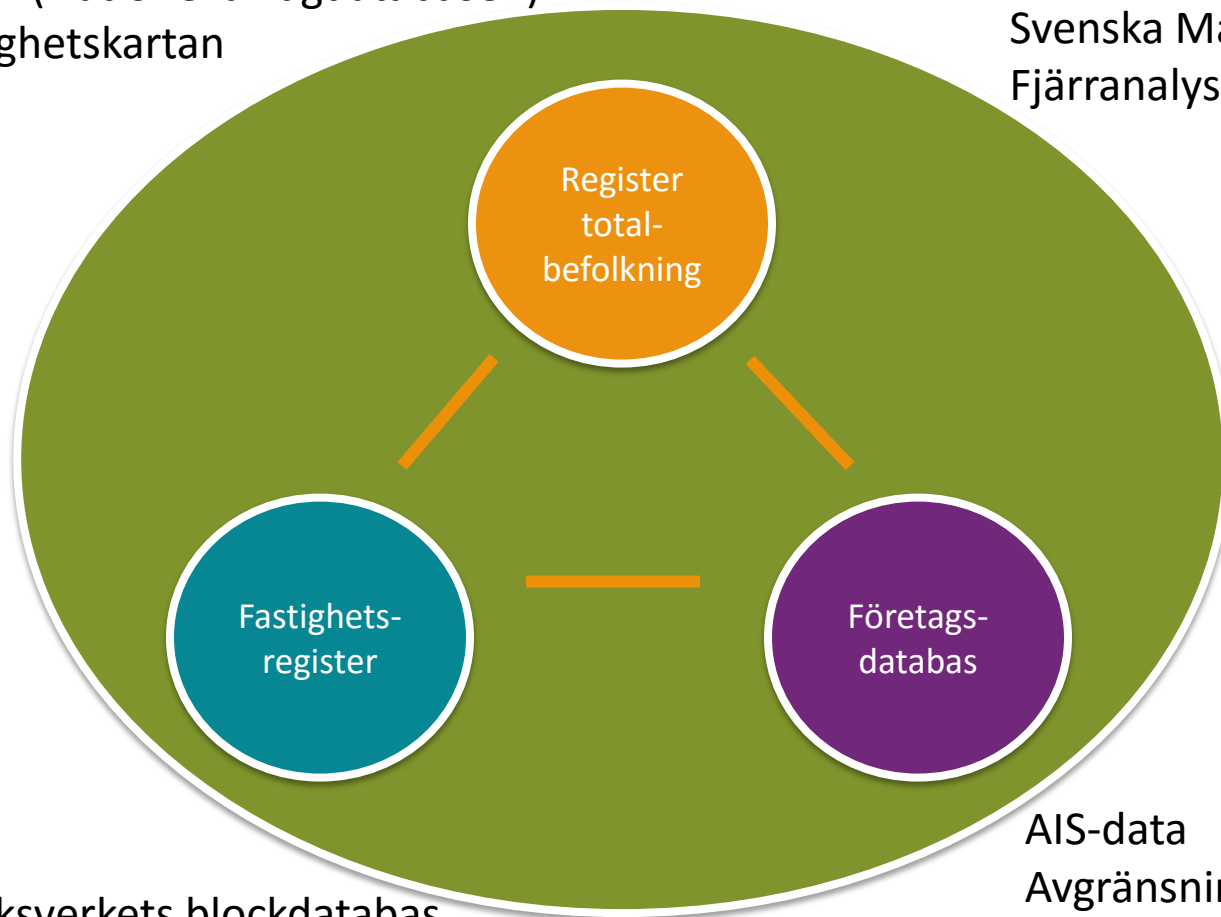 ghetskartan
Svenska Ma
Fjärranalys
Register
total-
befolkning
Fastighets-
register
Företags-
databas
AIS-data
Avgränsnin
ksverkets blockdatabas